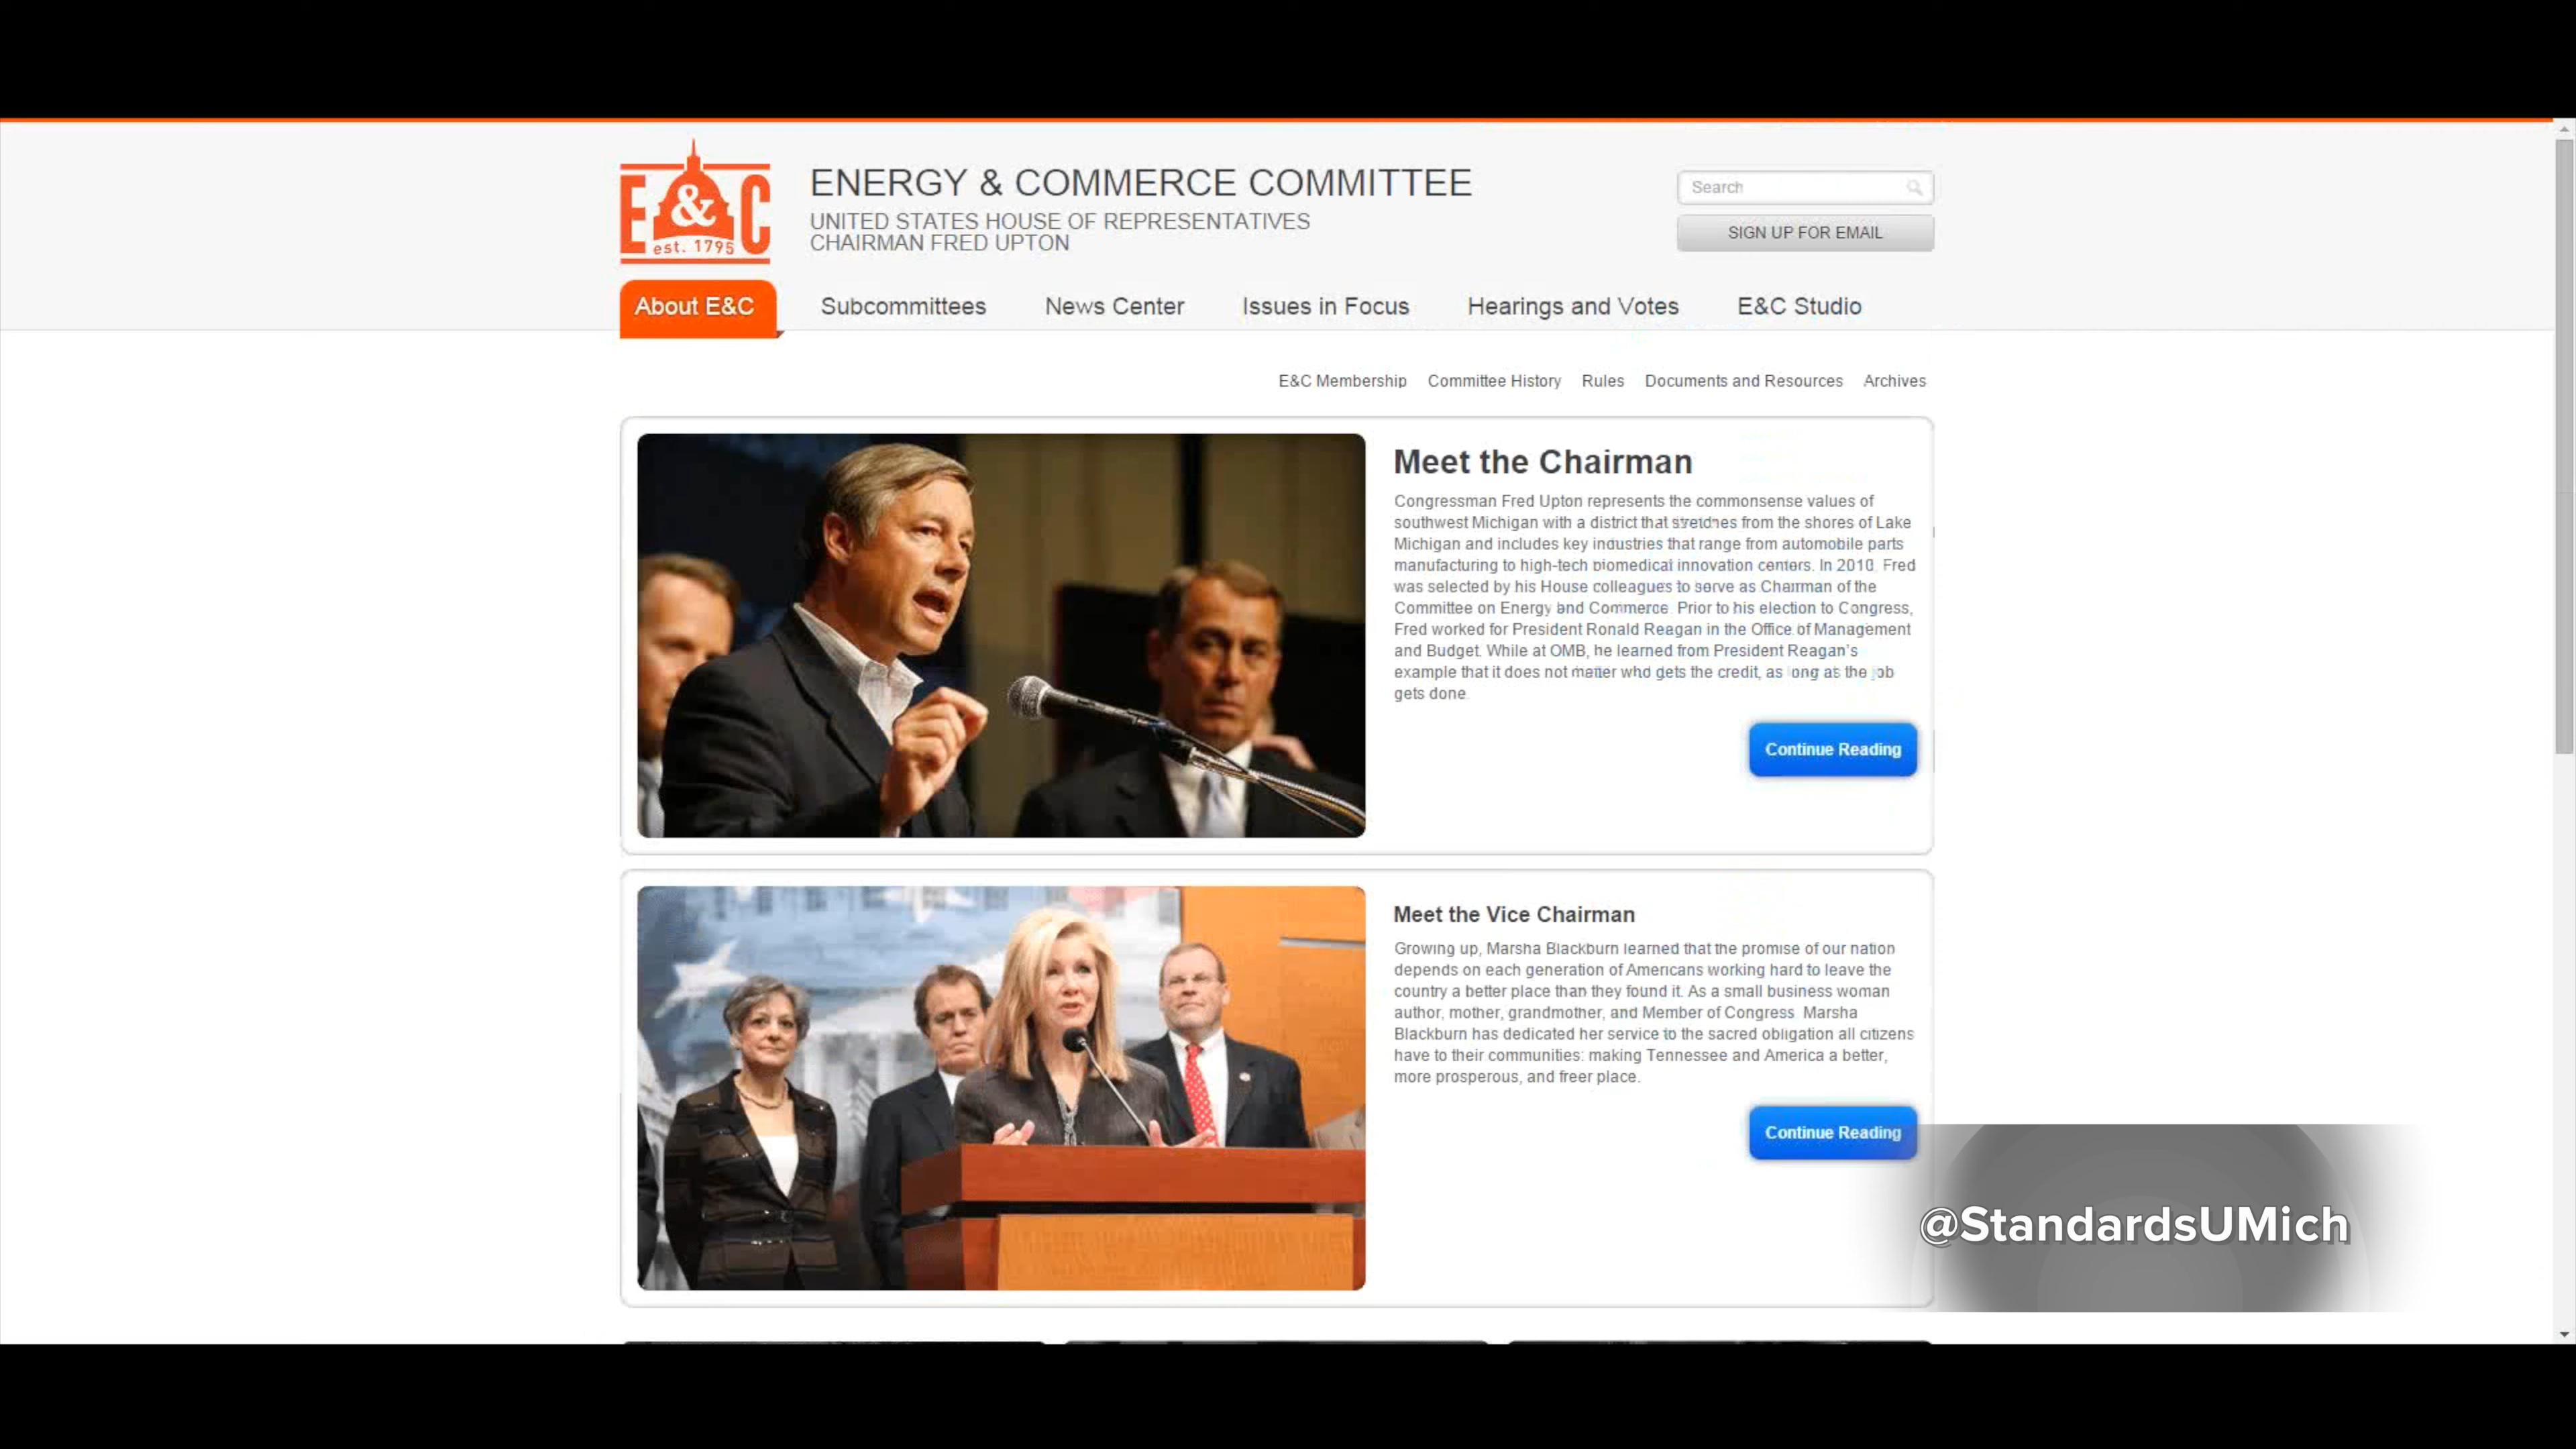 E&C
est. 1795
ENERGY & COMMERCE COMMITTEE
UNITED STATES HOUSE OF REPRESENTATIVES
CHAIRMAN FRED UPTON
Search
SIGN UP FOR EMAIL
About E&C Subcommittees News Center Issues in Focus Hearings and Votes E&C Studio
E&C Membership Committee History Rules Documents and Resources Archives
Meet the Chairman
Congressman Fred Upton represents the commonsense values of
southwest Michigan with a district that stretches from the shores of Lake
Michigan and includes key industries that range from automobile parts
manufacturing to high-tech biomedical innovation centers. In 2010, Fred
was selected by his House colleagues to serve as Chairman of the
Committee on Energy and Commerce. Prior to his election to Congress,
Fred worked for President Ronald Reagan in the Office of Management
and Budget. While at OMB, he learned from President Reagan's
example that it does not matter who gets the credit, as long as the job
gets done.
Continue Reading
Meet the Vice Chairman
Growing up, Marsha Blackburn learned that the promise of our nation
depends on each generation of Americans working hard to leave the
country a better place than they found it. As a small business woman
author, mother, grandmother, and Member of Congress Marsha
Blackburn has dedicated her service to the sacred obligation all citizens
have to their communities: making Tennessee and America a better,
more prosperous, and freer place.
Continue Reading
@StandardsUMich